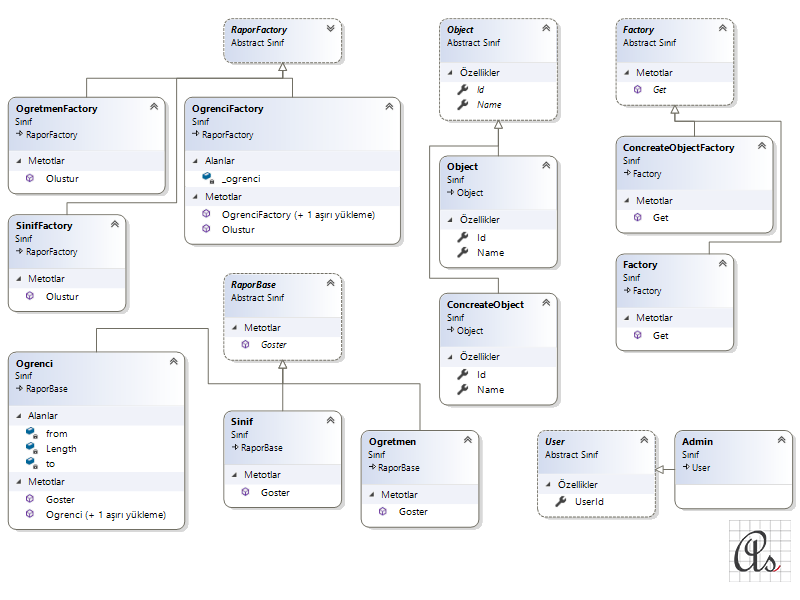 RaporFactory
Abstract Sınıf
OgretmenFactory
Sınıf
RaporFactory
Metotlar
Olustur
OgrenciFactory
Sınıf
RaporFactory
Alanlar
_ogrenci
Metotlar
OgrenciFactory (+ 1 aşırı yükleme)
Olustur
SinifFactory
Sınıf
RaporFactory
Metotlar
Olustur
RaporBase
Abstract Sınıf
Metotlar
Goster
Ogrenci
Sınıf
RaporBase
Alanlar
from
Length
to
Metotlar
Goster
Ogrenci (+ 1 aşırı yükleme)
Sinif
Sınıf
RaporBase
Metotlar
Goster
Ogretmen
Sınıf
RaporBase
Metotlar
Goster
Object
Abstract Sınıf
Özellikler
Id
Name
Object
Sınıf
Object
Özellikler
Id
Name
ConcreateObject
Sınıf
Object
Özellikler
Id
Name
Factory
Abstract Sınıf
Metotlar
Get
ConcreateObjectFactory
Sınıf
Factory
Metotlar
Get
Factory
Sınıf
Factory
Metotlar
Get
User
Abstract Sınıf
Özellikler
UserId
Admin
Sınıf
User